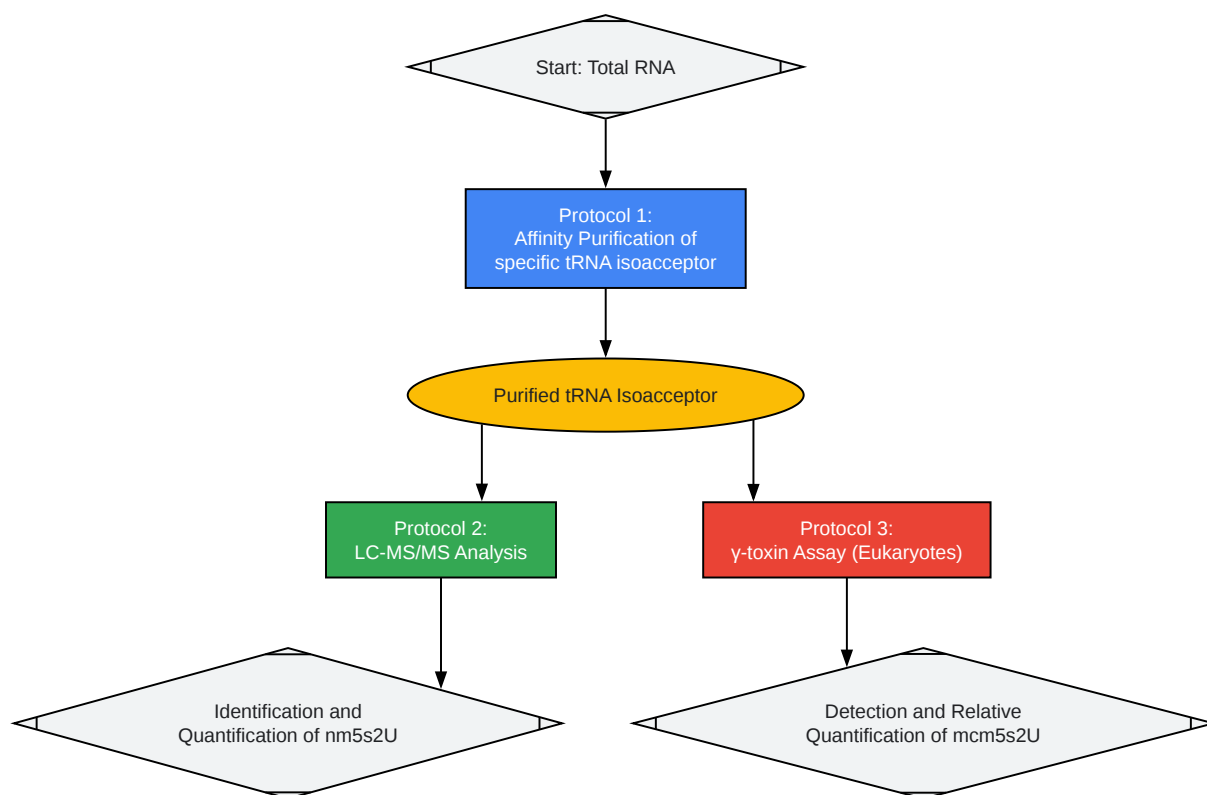 Start: Total RNA
Protocol 1:
Affinity Purification of
specific tRNA isoacceptor
Purified tRNA Isoacceptor
Protocol 2:
LC-MS/MS Analysis
Protocol 3:
γ-toxin Assay (Eukaryotes)
Identification and
Quantification of nm5s2U
Detection and Relative
Quantification of mcm5s2U